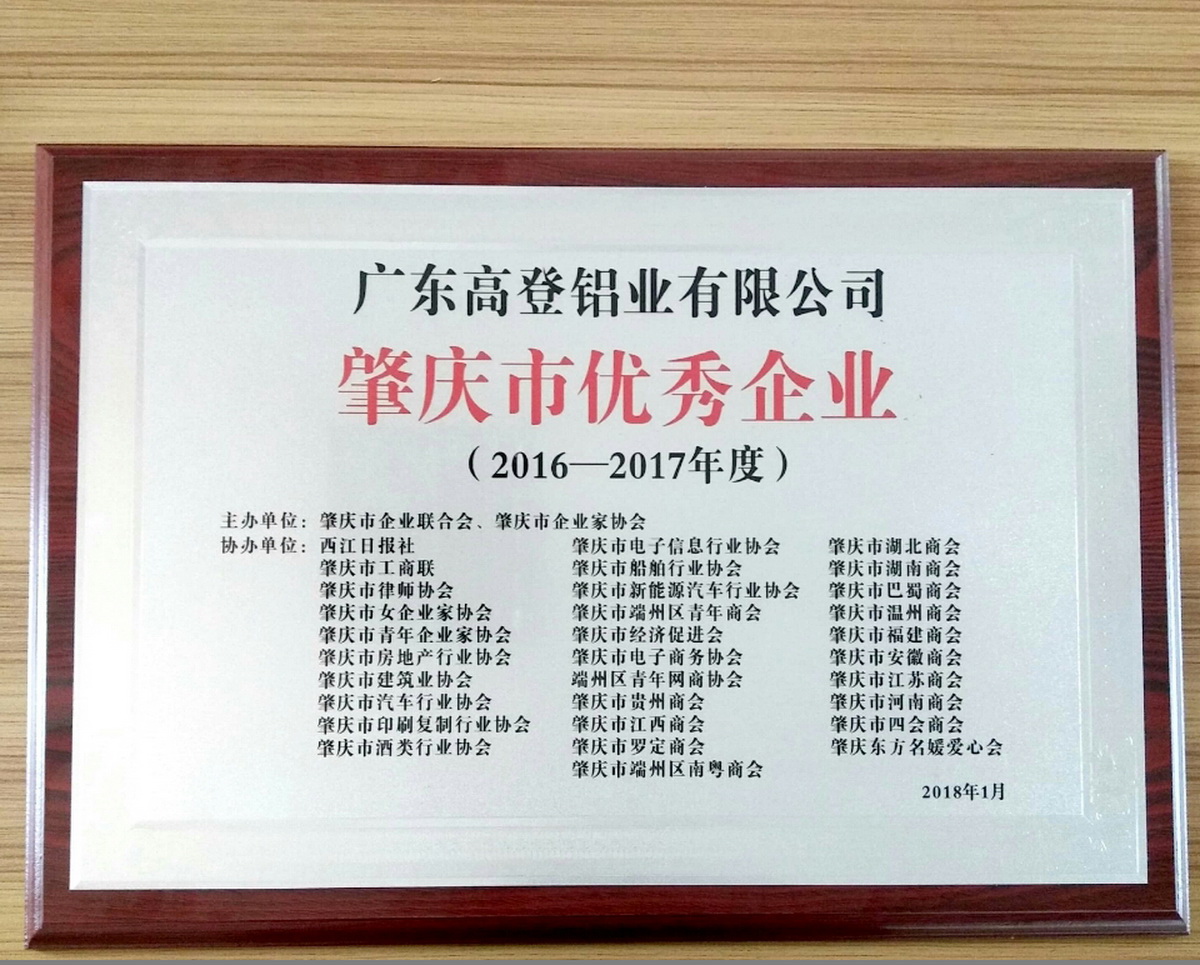 广东高登铝业有限公司
肇庆市优秀企业
（2016—2017年度）
主办单位：肇庆市企业联合会、肇庆市企业家协会
协办单位：西江日报社 肇庆市电子信息行业协会 肇庆市湖北商会
肇庆市工商联 肇庆市船舶行业协会 肇庆市湖南商会
肇庆市律师协会 肇庆市新能源汽车行业协会 肇庆市巴蜀商会
肇庆市女企业家协会 肇庆市端州区青年商会 肇庆市温州商会
肇庆市青年企业家协会 肇庆市经济促进会 肇庆市福建商会
肇庆市房地产行业协会 肇庆市电子商务协会 肇庆市安徽商会
肇庆市建筑业协会 端州区青年网商协会 肇庆市江苏商会
肇庆市汽车行业协会 肇庆市贵州商会 肇庆市河南商会
肇庆市印刷复制行业协会 肇庆市江西商会 肇庆市四会商会
肇庆市酒类行业协会 肇庆市罗定商会 肇庆东方名媛爱心会
肇庆市端州区南粤商会
2018年1月